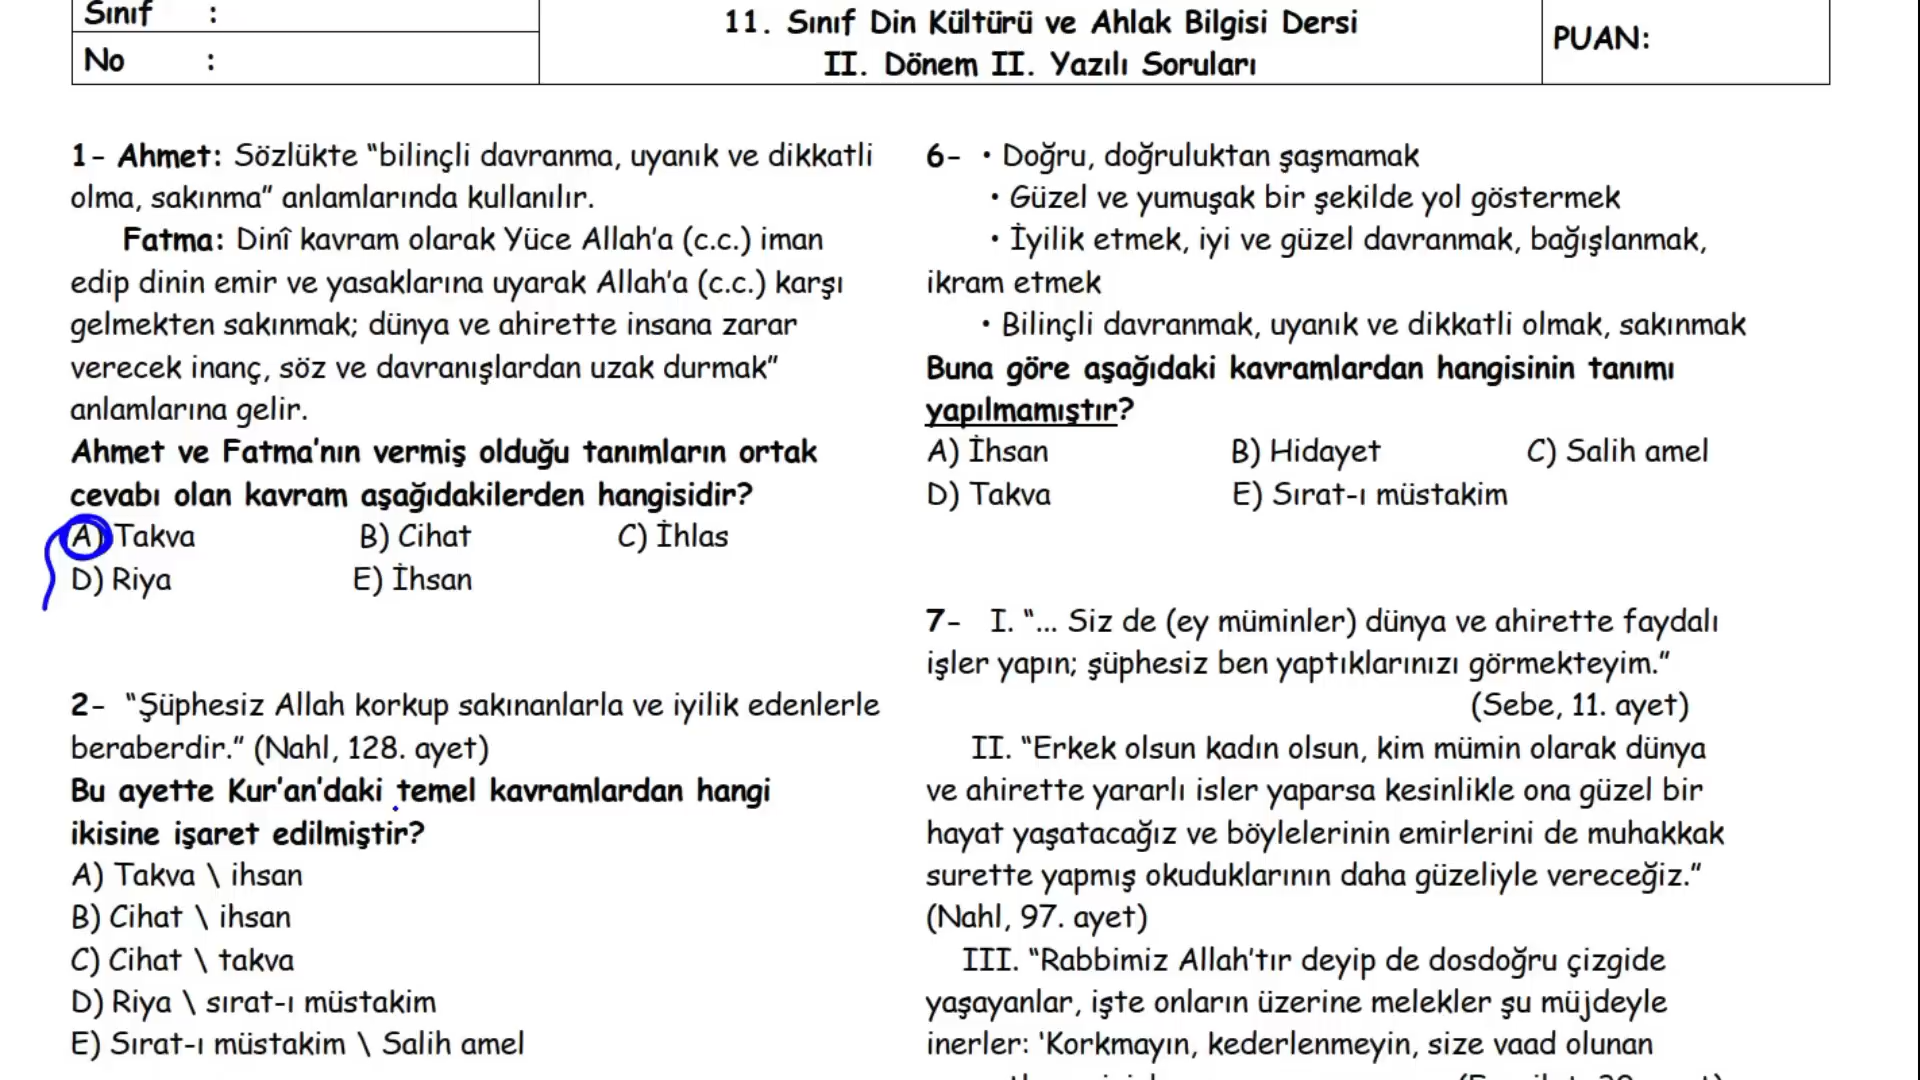 Sınıf :
No :
11. Sınıf Din Kültürü ve Ahlak Bilgisi Dersi
II. Dönem II. Yazılı Soruları
PUAN:
1- Ahmet: Sözlükte “bilinçli davranma, uyanık ve dikkatli
olma, sakınma” anlamlarında kullanılır.
Fatma: Dinî kavram olarak Yüce Allah’a (c.c.) iman
edip dinin emir ve yasaklarına uyarak Allah’a (c.c.) karşı
gelmekten sakınmak; dünya ve ahirette insana zarar
verecek inanç, söz ve davranışlardan uzak durmak”
anlamlarına gelir.
Ahmet ve Fatma’nın vermiş olduğu tanımların ortak
cevabı olan kavram aşağıdakilerden hangisidir?
A) Takva B) Cihat C) İhlas
D) Riya E) İhsan
2- “Şüphesiz Allah korkup sakınanlarla ve iyilik edenlerle
beraberdir.” (Nahl, 128. ayet)
Bu ayette Kur’an’daki temel kavramlardan hangi
ikisine işaret edilmiştir?
A) Takva \ ihsan
B) Cihat \ ihsan
C) Cihat \ takva
D) Riya \ sırat-ı müstakim
E) Sırat-ı müstakim \ Salih amel
6- • Doğru, doğruluktan şaşmamak
• Güzel ve yumuşak bir şekilde yol göstermek
• İyilik etmek, iyi ve güzel davranmak, bağışlanmak,
ikram etmek
• Bilinçli davranmak, uyanık ve dikkatli olmak, sakınmak
Buna göre aşağıdaki kavramlardan hangisinin tanımı
yapılmamıştır?
A) İhsan B) Hidayet C) Salih amel
D) Takva E) Sırat-ı müstakim
7- I. “... Siz de (ey müminler) dünya ve ahirette faydalı
işler yapın; şüphesiz ben yaptıklarınızı görmekteyim.”
(Sebe, 11. ayet)
II. “Erkek olsun kadın olsun, kim mümin olarak dünya
ve ahirette yararlı isler yaparsa kesinlikle ona güzel bir
hayat yaşatacağız ve böylelerinin emirlerini de muhakkak
surette yapmış okuduklarının daha güzeliyle vereceğiz.”
(Nahl, 97. ayet)
III. “Rabbimiz Allah’tır deyip de dosdoğru çizgide
yaşayanlar, işte onların üzerine melekler şu müjdeyle
inerler: ‘Korkmayın, kederlenmeyin, size vaad olunan